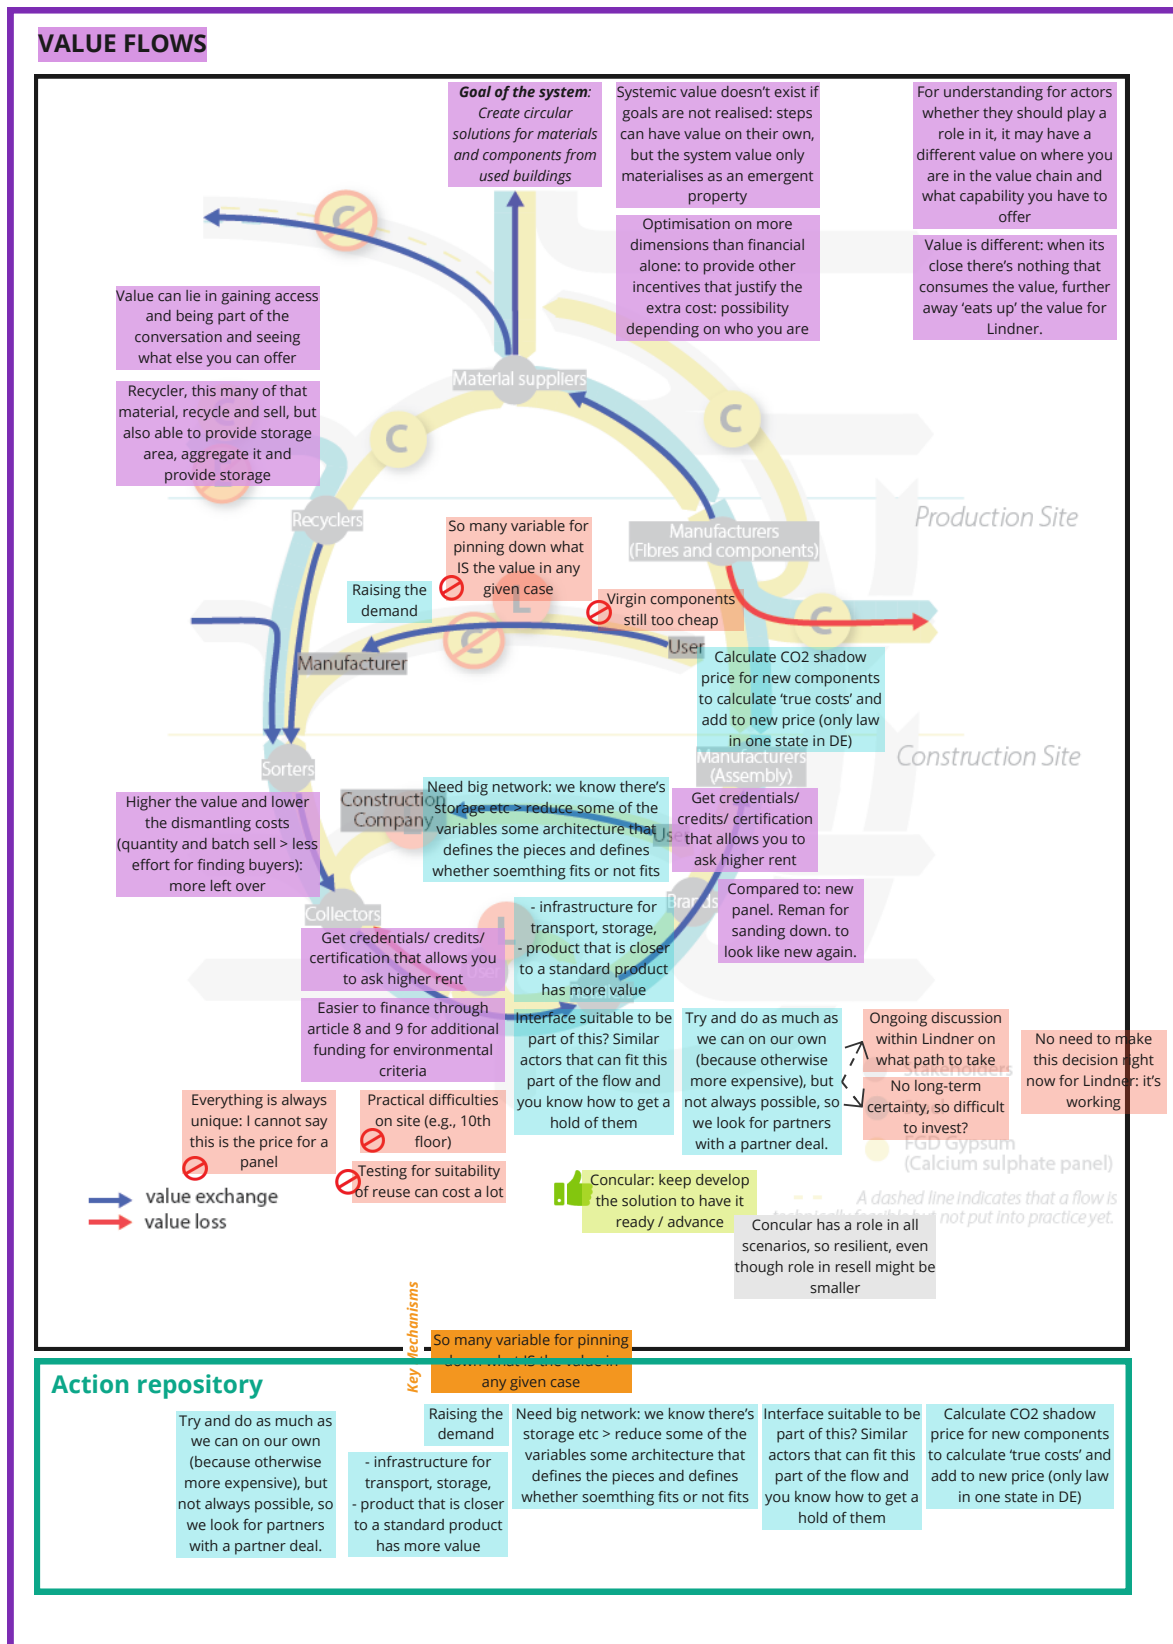 VALUE FLOWS
Goal of the system:
Create circular
solutions for materials
and components from
used buildings
Systemic value doesn't exist if
goals are not realised: steps
can have value on their own,
but the system value only
materialises as an emergent
property
For understanding for actors
whether they should play a
role in it, it may have a
different value on where you
are in the value chain and
what capability you have to
offer
Optimisation on more
dimensions than financial
alone: to provide other
incentives that justify the
extra cost: possibility
depending on who you are
Value is different: when its
close there's nothing that
consumes the value, further
away 'eats up' the value for
Lindner.
C
Value can lie in gaining access
and being part of the
conversation and seeing
what else you can offer
Material suppliers
Recycler, this many of that
material, recycle and sell, but
also able to provide storage
area, aggregate it and
provide storage
C
C
Recyclers
Production Site
Manufacturers
(Fibres and components)
So many variable for
pinning down what
IS the value in any
given case
L
Raising the
demand
Virgin components
still too cheap
C
C
Manufacturer
User
Calculate CO2 shadow
price for new components
to calculate 'true costs' and
add to new price (only law
in one state in DE)
Construction Site
Sorters
Manufacturers
(Assembly)
Higher the value and lower
the dismantling costs
(quantity and batch sell > less
effort for finding buyers):
more left over
Construction
Company
Need big network: we know there's
storage etc > reduce some of the
variables some architecture that
defines the pieces and defines
whether soemthing fits or not fits
User
Get credentials/
credits/ certification
that allows you to
ask higher rent
Compared to: new
panel. Reman for
sanding down. to
look like new again.
Brands
Collectors
- infrastructure for
transport, storage,
- product that is closer
to a standard product
has more value
L
User
Get credentials/ credits/
certification that allows you
to ask higher rent
Easier to finance through
article 8 and 9 for additional
funding for environmental
criteria
Interface suitable to be
part of this? Similar
actors that can fit this
part of the flow and
you know how to get a
hold of them
Try and do as much as
we can on our own
(because otherwise
more expensive), but
not always possible, so
we look for partners
with a partner deal.
Ongoing discussion
within Lindner on
what path to take
No long-term
certainty, so difficult
to invest?
No need to make
this decision right
now for Lindner: it's
working
Stakeholders
FGD Gypsum
(Calcium sulphate panel)
Everything is always
unique: I cannot say
this is the price for a
panel
Practical difficulties
on site (e.g., 10th
floor)
Testing for suitability
of reuse can cost a lot
value exchange
value loss
Concular: keep develop
the solution to have it
ready / advance
A dashed line indicates that a flow is
not put into practice yet.
Concular has a role in all
scenarios, so resilient, even
though role in resell might be
smaller
Key Mechanisms
So many variable for pinning
down what IS the value in
any given case
Action repository
Try and do as much as
we can on our own
(because otherwise
more expensive), but
not always possible, so
we look for partners
with a partner deal.
Raising the
demand
- infrastructure for
transport, storage,
- product that is closer
to a standard product
has more value
Need big network: we know there's
storage etc > reduce some of the
variables some architecture that
defines the pieces and defines
whether soemthing fits or not fits
Interface suitable to be
part of this? Similar
actors that can fit this
part of the flow and
you know how to get a
hold of them
Calculate CO2 shadow
price for new components
to calculate 'true costs' and
add to new price (only law
in one state in DE)